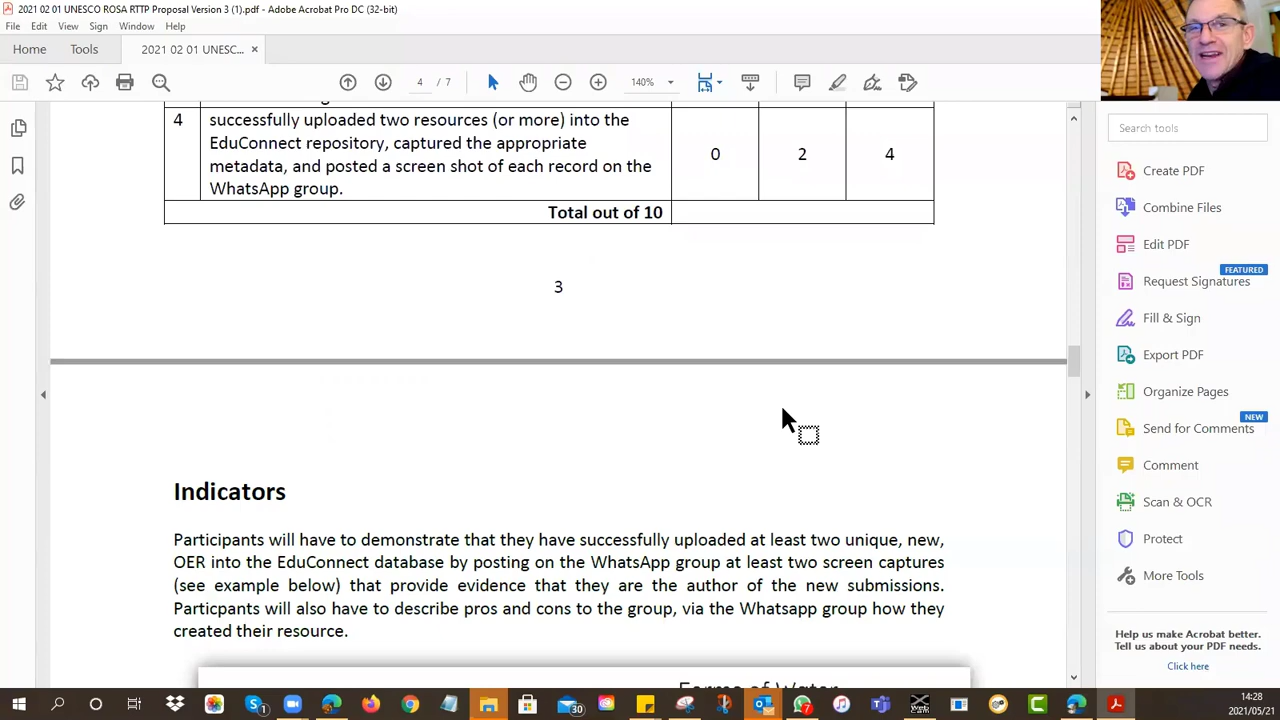 2021 02 01 UNESCO ROSA RTTP Proposal Version 3 (1).pdf - Adobe Acrobat Pro DC (32-bit)
File Edit View Sign Window Help
Home Tools 2021 02 01 UNESC... ×
4 / 7 140%
4 successfully uploaded two resources (or more) into the
EduConnect repository, captured the appropriate
metadata, and posted a screen shot of each record on the
WhatsApp group.
0 2 4
Total out of 10
3
Indicators
Participants will have to demonstrate that they have successfully uploaded at least two unique, new,
OER into the EduConnect database by posting on the WhatsApp group at least two screen captures
(see example below) that provide evidence that they are the author of the new submissions.
Particpants will also have to describe pros and cons to the group, via the Whatsapp group how they
created their resource.
Search tools
Create PDF
Combine Files
Edit PDF
FEATURED
Request Signatures
Fill & Sign
Export PDF
Organize Pages
NEW
Send for Comments
Comment
Scan & OCR
Protect
More Tools
Help us make Acrobat better.
Tell us about your PDF needs.
Click here
1
30
7
14:28
2021/05/21